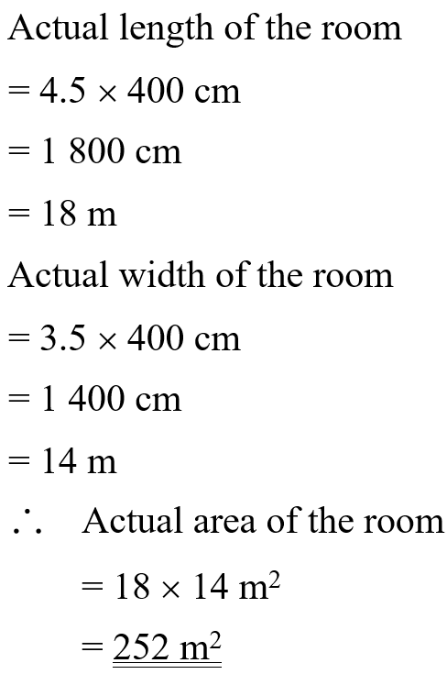 Actual length of the room
= 4.5 × 400 cm
= 1 800 cm
= 18 m
Actual width of the room
= 3.5 × 400 cm
= 1 400 cm
= 14 m
∴ Actual area of the room
= 18 × 14 m²
= 252 m²